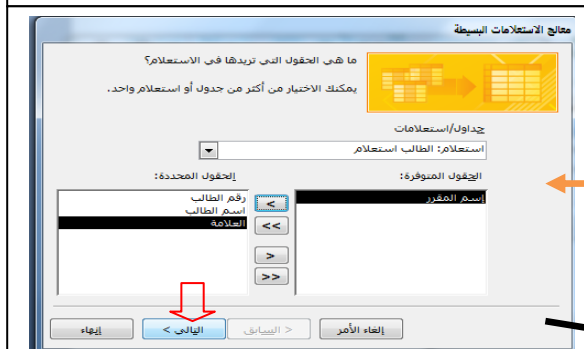 معالج الاستعلامات البسيطة
ما هي الحقول التي تريدها في الاستعلام؟
يمكنك الاختيار من أكثر من جدول أو استعلام واحد.
جداول/استعلامات
استعلام: الطالب استعلام
الحقول المتوفرة:
إسم المقرر
الحقول المحددة:
رقم الطالب
اسم الطالب
العلامة
>
>>
<
<<
إلغاء الأمر
< السابق
التالي >
إنهاء